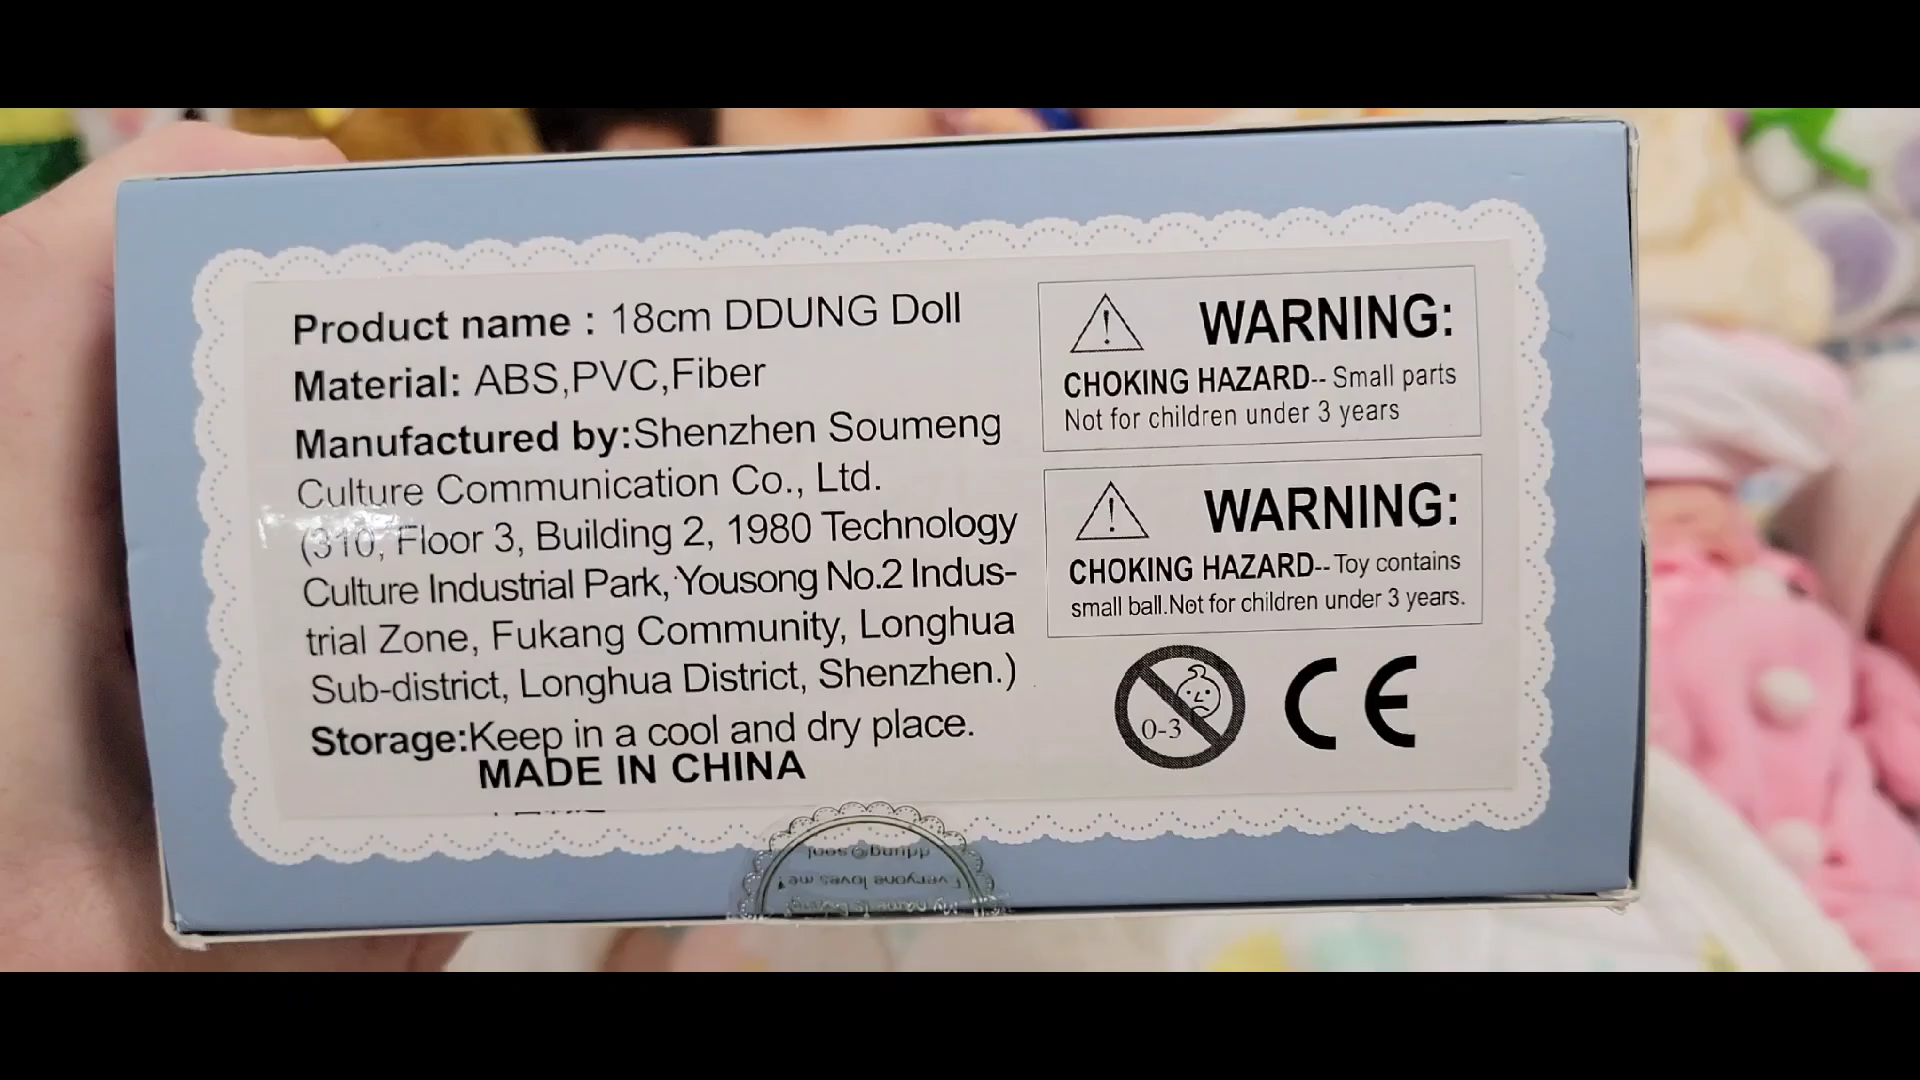 Product name : 18cm DDUNG Doll
Material: ABS,PVC,Fiber
Manufactured by:Shenzhen Soumeng
Culture Communication Co., Ltd.
(310, Floor 3, Building 2, 1980 Technology
Culture Industrial Park, Yousong No.2 Indus-
trial Zone, Fukang Community, Longhua
Sub-district, Longhua District, Shenzhen.)
Storage:Keep in a cool and dry place.
MADE IN CHINA
WARNING:
CHOKING HAZARD-- Small parts
Not for children under 3 years
WARNING:
CHOKING HAZARD-- Toy contains
small ball.Not for children under 3 years.
0-3
CE
My name is
Everyone loves me!
ddung@sool